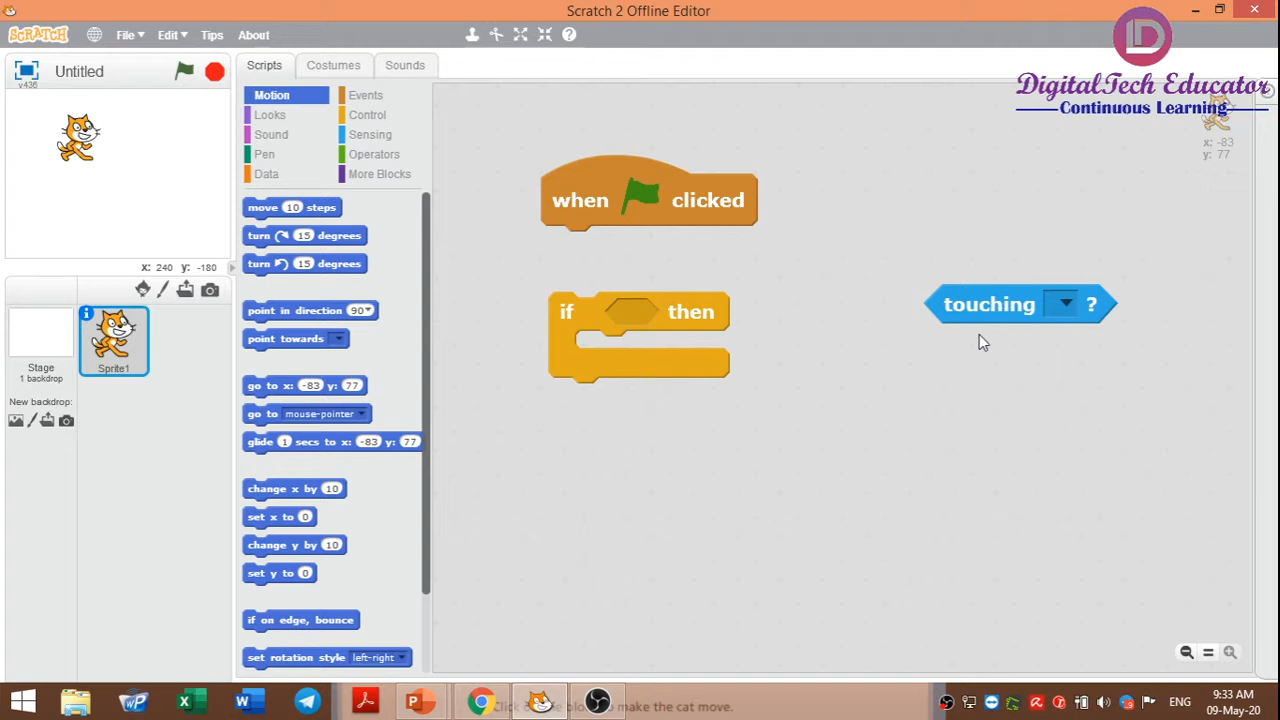 Scratch 2 Offline Editor
SCRATCH File Edit Tips About
v436
Untitled
Scripts Costumes Sounds
Motion
Looks
Sound
Pen
Data
Events
Control
Sensing
Operators
More Blocks
move 10 steps
turn 15 degrees
turn 15 degrees
point in direction 90
point towards
go to x: -83 y: 77
go to mouse-pointer
glide 1 secs to x: -83 y: 77
change x by 10
set x to 0
change y by 10
set y to 0
if on edge, bounce
set rotation style left-right
x: 240 y: -180
Stage
1 backdrop
New backdrop:
Sprite1
when clicked
if then
touching ?
DigitalTech Educator
Continuous Learning
x: -83
y: 77
ENG
9:33 AM
09-May-20